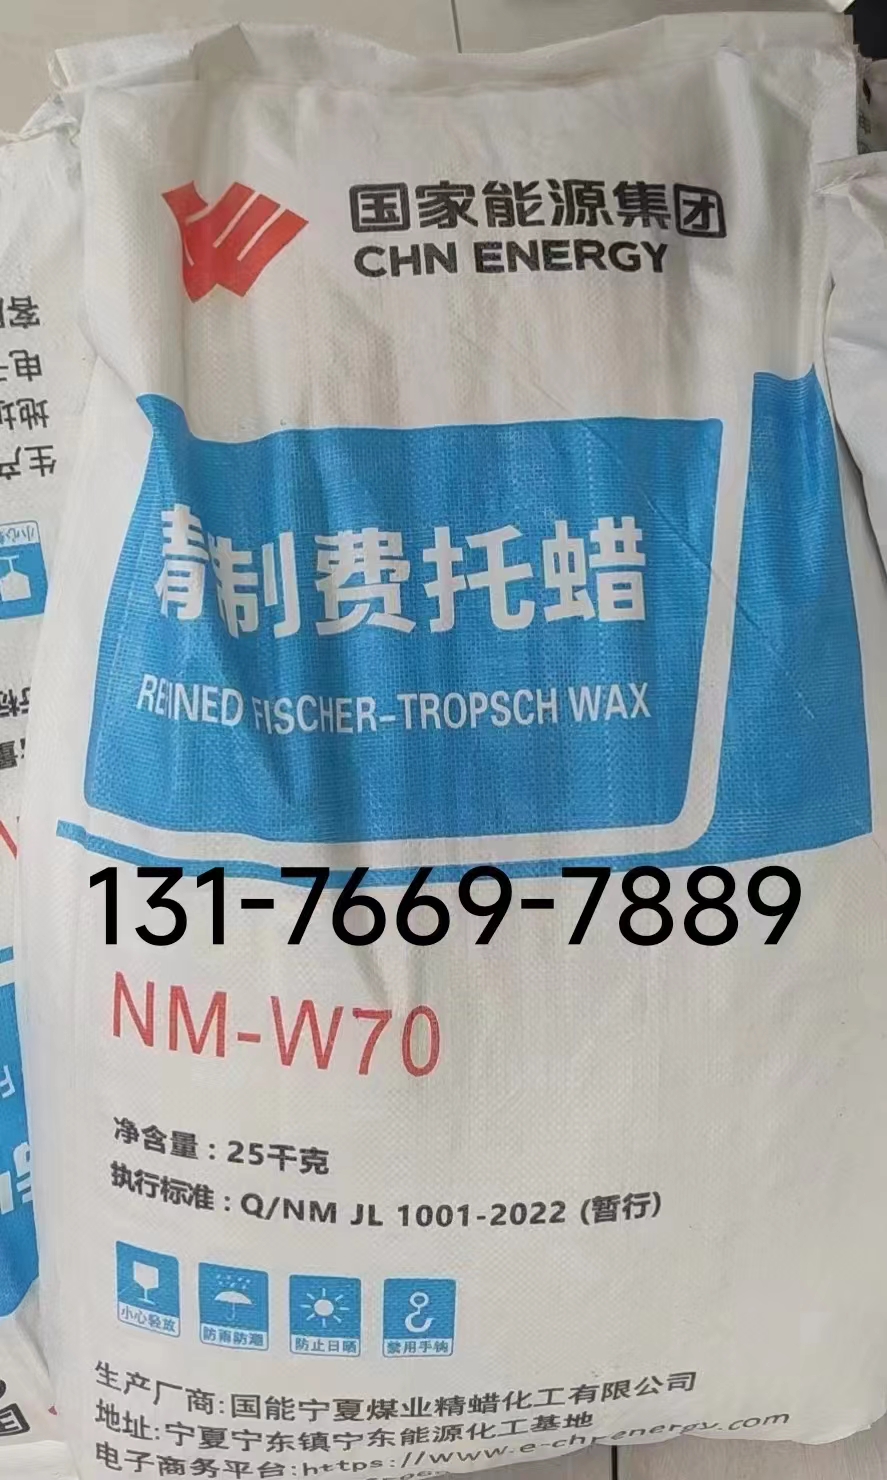 国家能源集团
CHN ENERGY
精制费托蜡
REFINED FISCHER-TROPSCH WAX
131-7669-7889
NM-W70
净含量：25千克
执行标准：Q/NM JL 1001-2022 (暂行)
小心轻放
防雨防潮
防止日晒
禁用手钩
生产厂商:国能宁夏煤业精蜡化工有限公司
地址:宁夏宁东镇宁东能源化工基地
电子商务平台:https://www.e-chnenergy.com